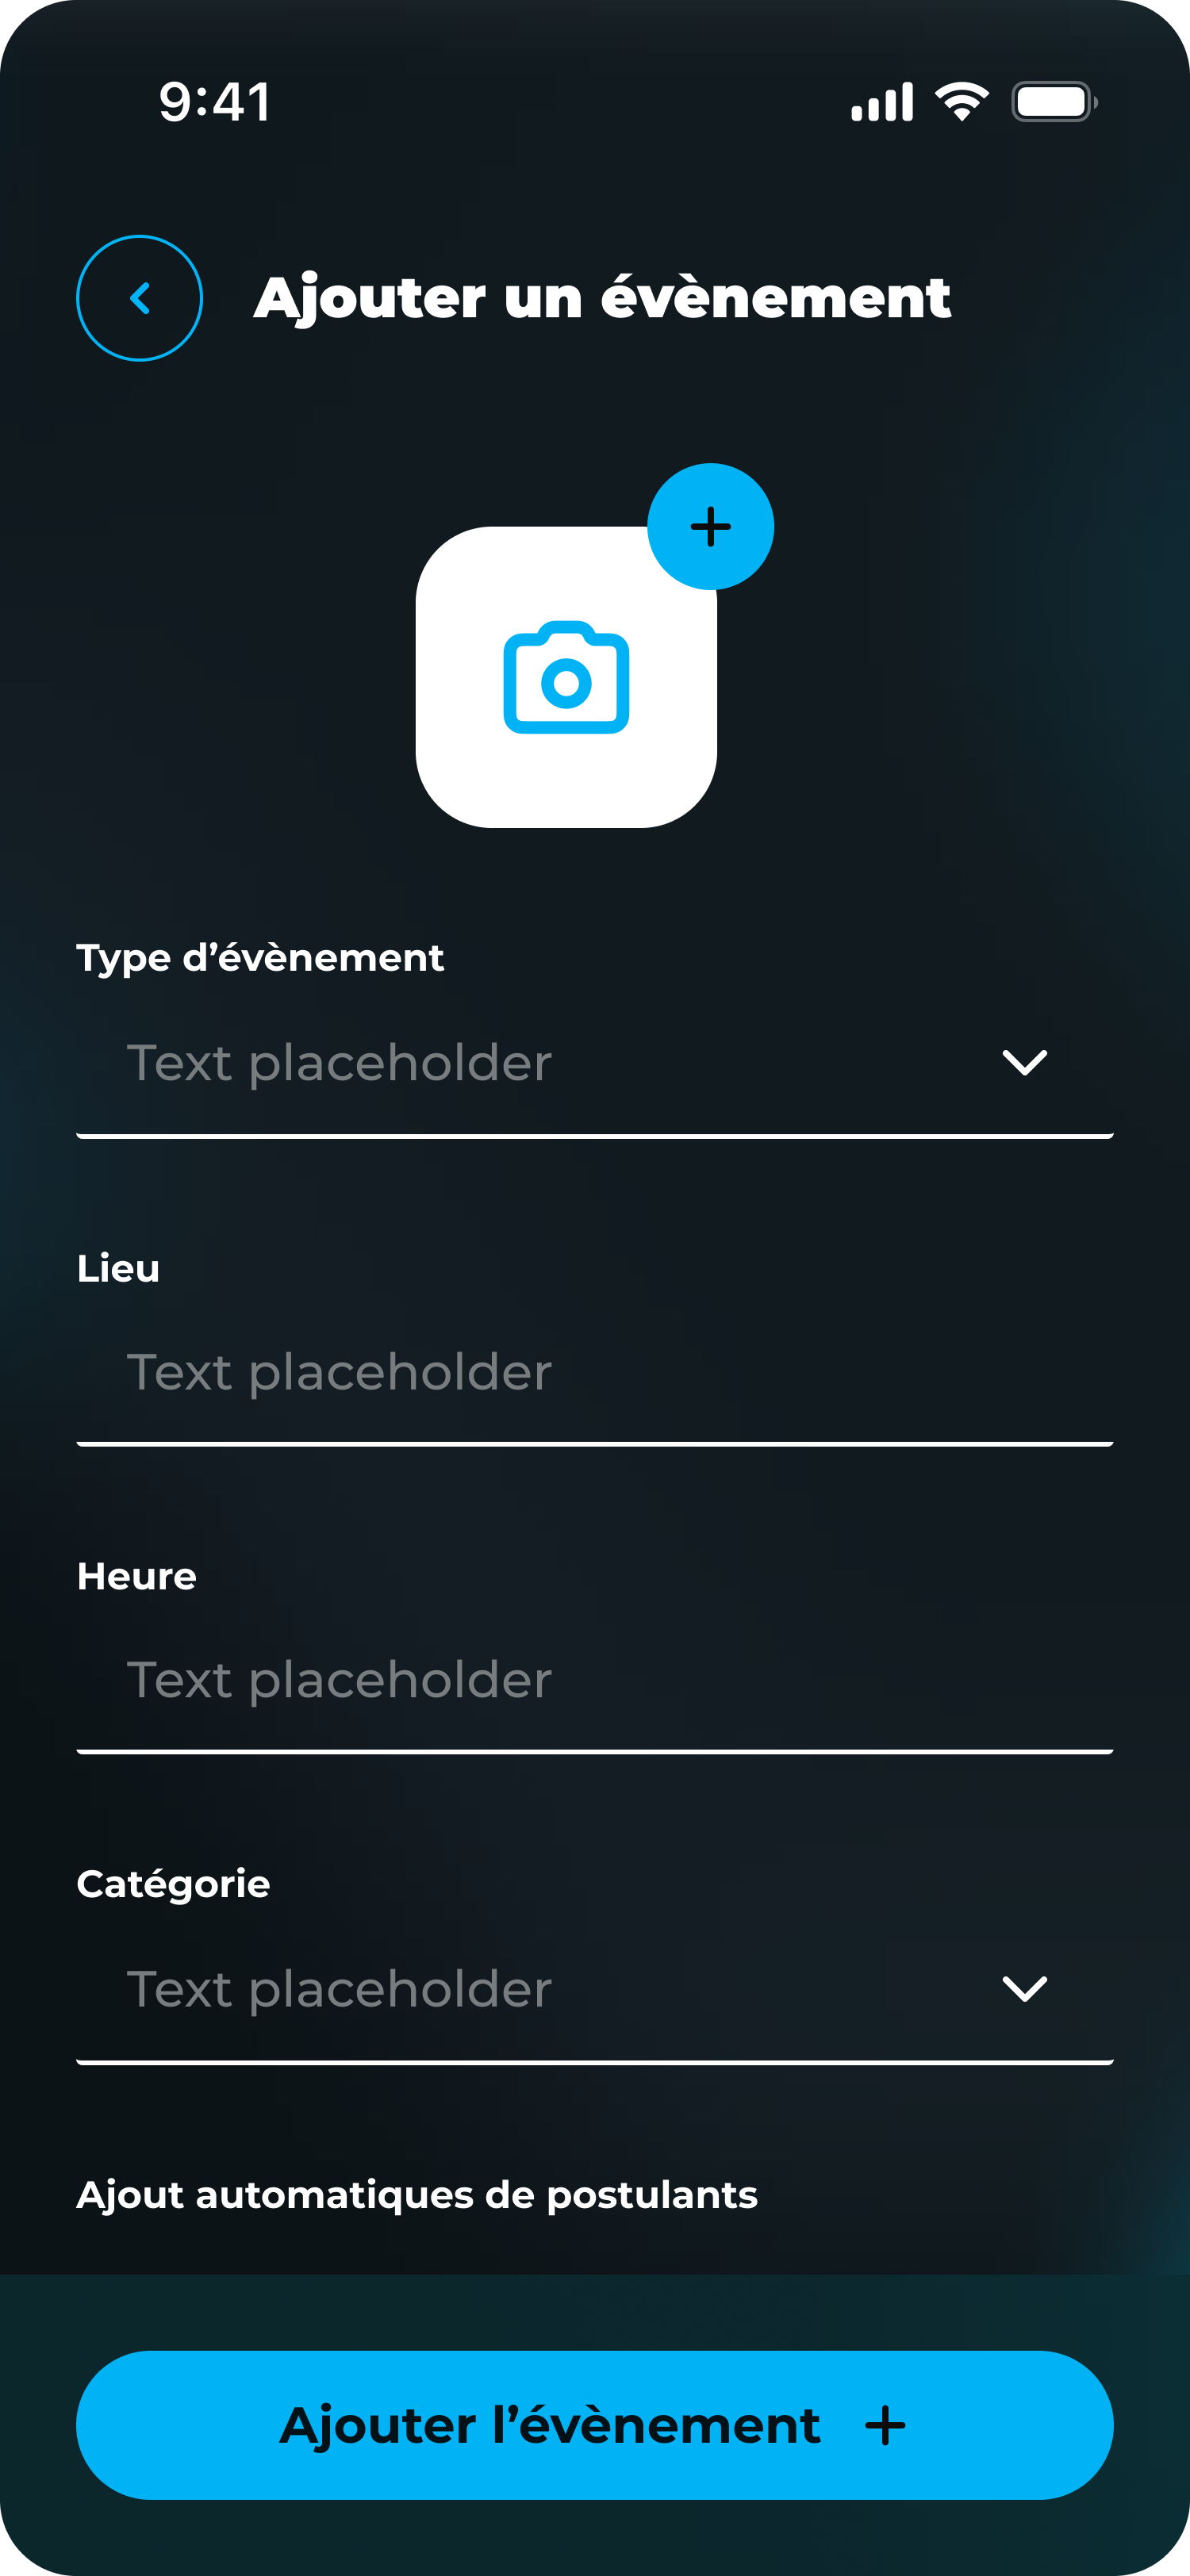 9:41
Ajouter un évènement
Type d’évènement
Text placeholder
Lieu
Text placeholder
Heure
Text placeholder
Catégorie
Text placeholder
Ajout automatiques de postulants
Ajouter l’évènement